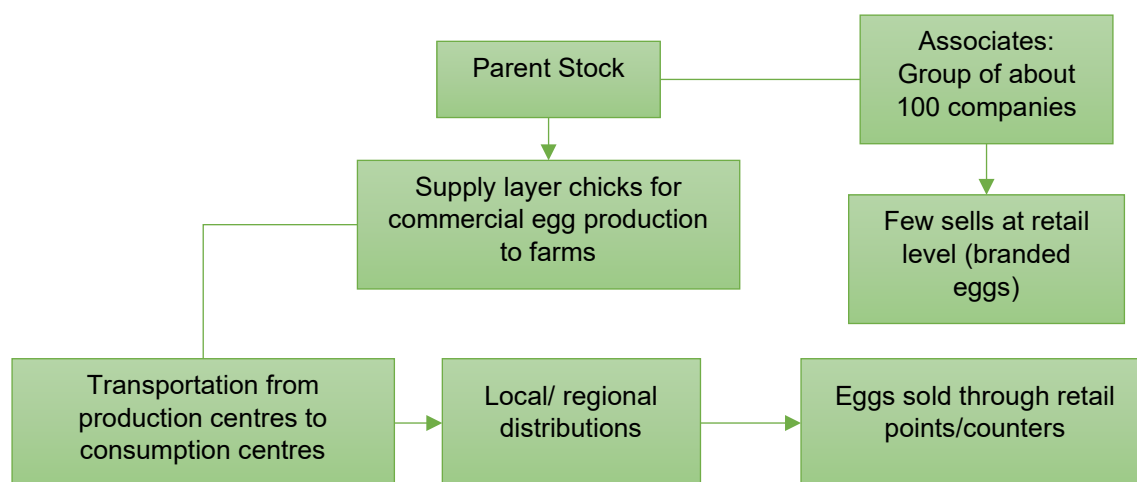 Parent Stock
Associates:
Group of about
100 companies
Supply layer chicks for
commercial egg production
to farms
Few sells at retail
level (branded
eggs)
Transportation from
production centres to
consumption centres
Local/ regional
distributions
Eggs sold through retail
points/counters